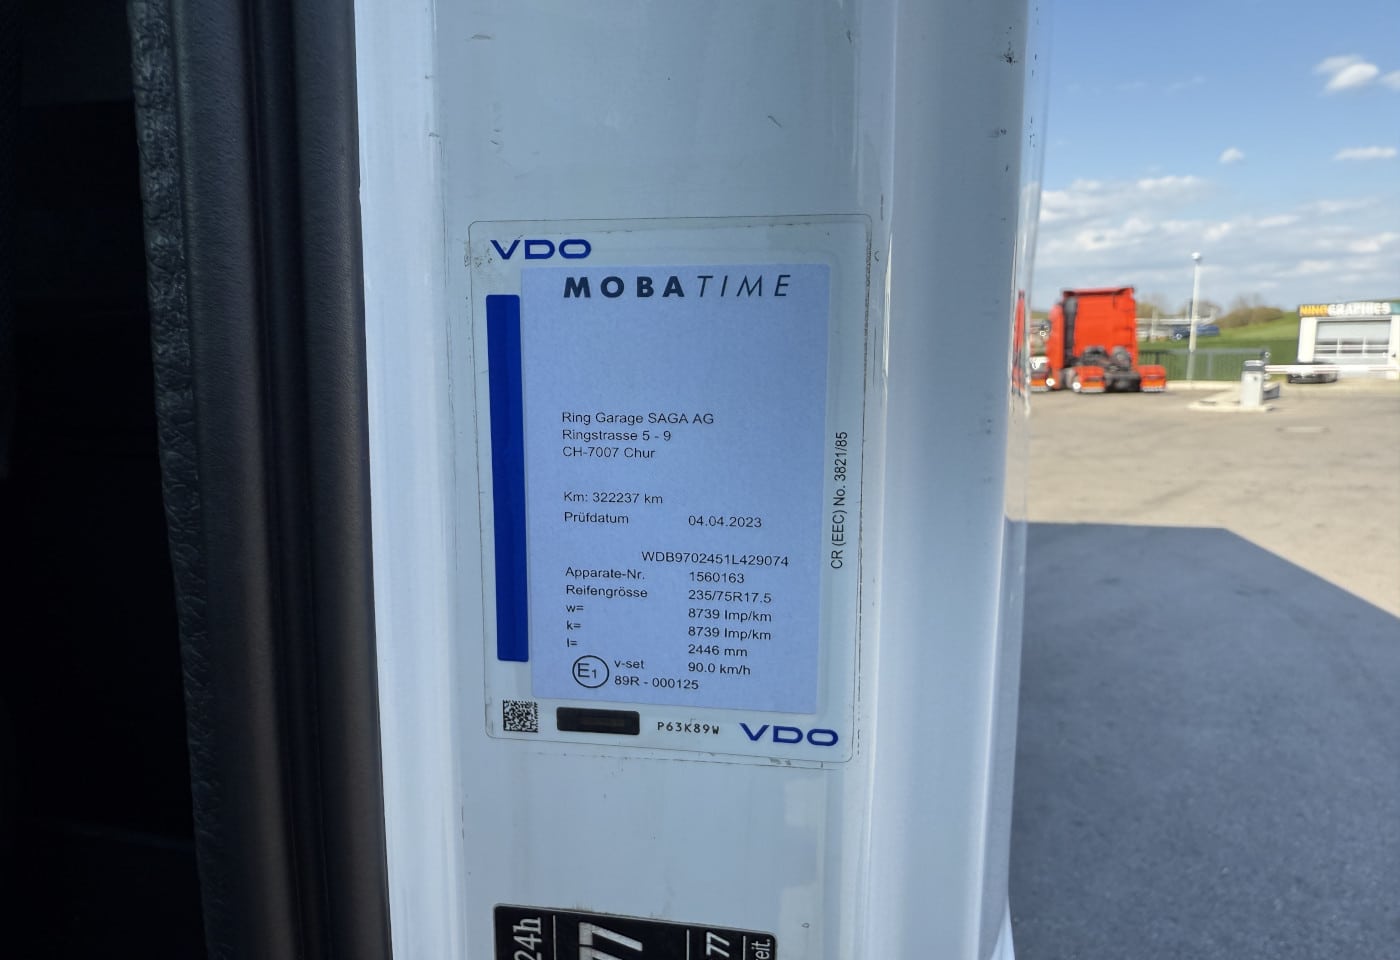 VDO
MOBATIME
Ring Garage SAGA AG
Ringstrasse 5 - 9
CH-7007 Chur
Km: 322237 km
Prüfdatum 04.04.2023
WDB9702451L429074
Apparate-Nr. 1560163
Reifengrösse 235/75R17.5
w= 8739 Imp/km
k= 8739 Imp/km
l= 2446 mm
E1 v-set 90.0 km/h
89R - 000125
CR (EEC) No. 3821/85
P63K89W VDO
24h
77
77
NINOGRAPHICS